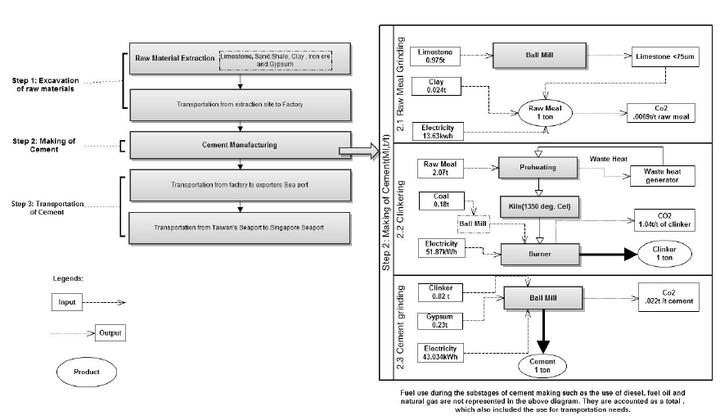 Step 1: Excavation
of raw materials
Raw Material Extraction
Limestone, Sand,Shale, Clay , Iron ore
and Gypsum
Transportation from extraction site to Factory
Step 2: Making of
Cement
Cement Manufacturing
Step 3: Transportation
of Cement
Transportation from factory to exporters Sea port
Transportation from Taiwan's Seaport to Singapore Seaport
Legends:
Input
Output
Product
Step 2: Making of Cement(MI,t/t)
2.1 Raw Meal Grinding
Limestone
0.975t
Ball Mill
Limestone <75um
Clay
0.024t
Raw Meal
1 ton
Co2
.0069t/t raw meal
Electricity
13.63kwh
2.2 Clinkering
Raw Meal
2.07t
Preheating
Waste Heat
Waste heat
generator
Coal
0.18t
Kiln(1350 deg. Cel)
Ball Mill
CO2
1.04t/t of clinker
Electricity
51.87kWh
Burner
Clinker
1 ton
2.3 Cement grinding
Clinker
0.82 t
Ball Mill
Co2
.022t /t cement
Gypsum
0.23t
Electricity
43.034kWh
Cement
1 ton
Fuel use during the substages of cement making such as the use of diesel, fuel oil and
natural gas are not represented in the above diagram. They are accounted as a total ,
which also included the use for transportation needs.